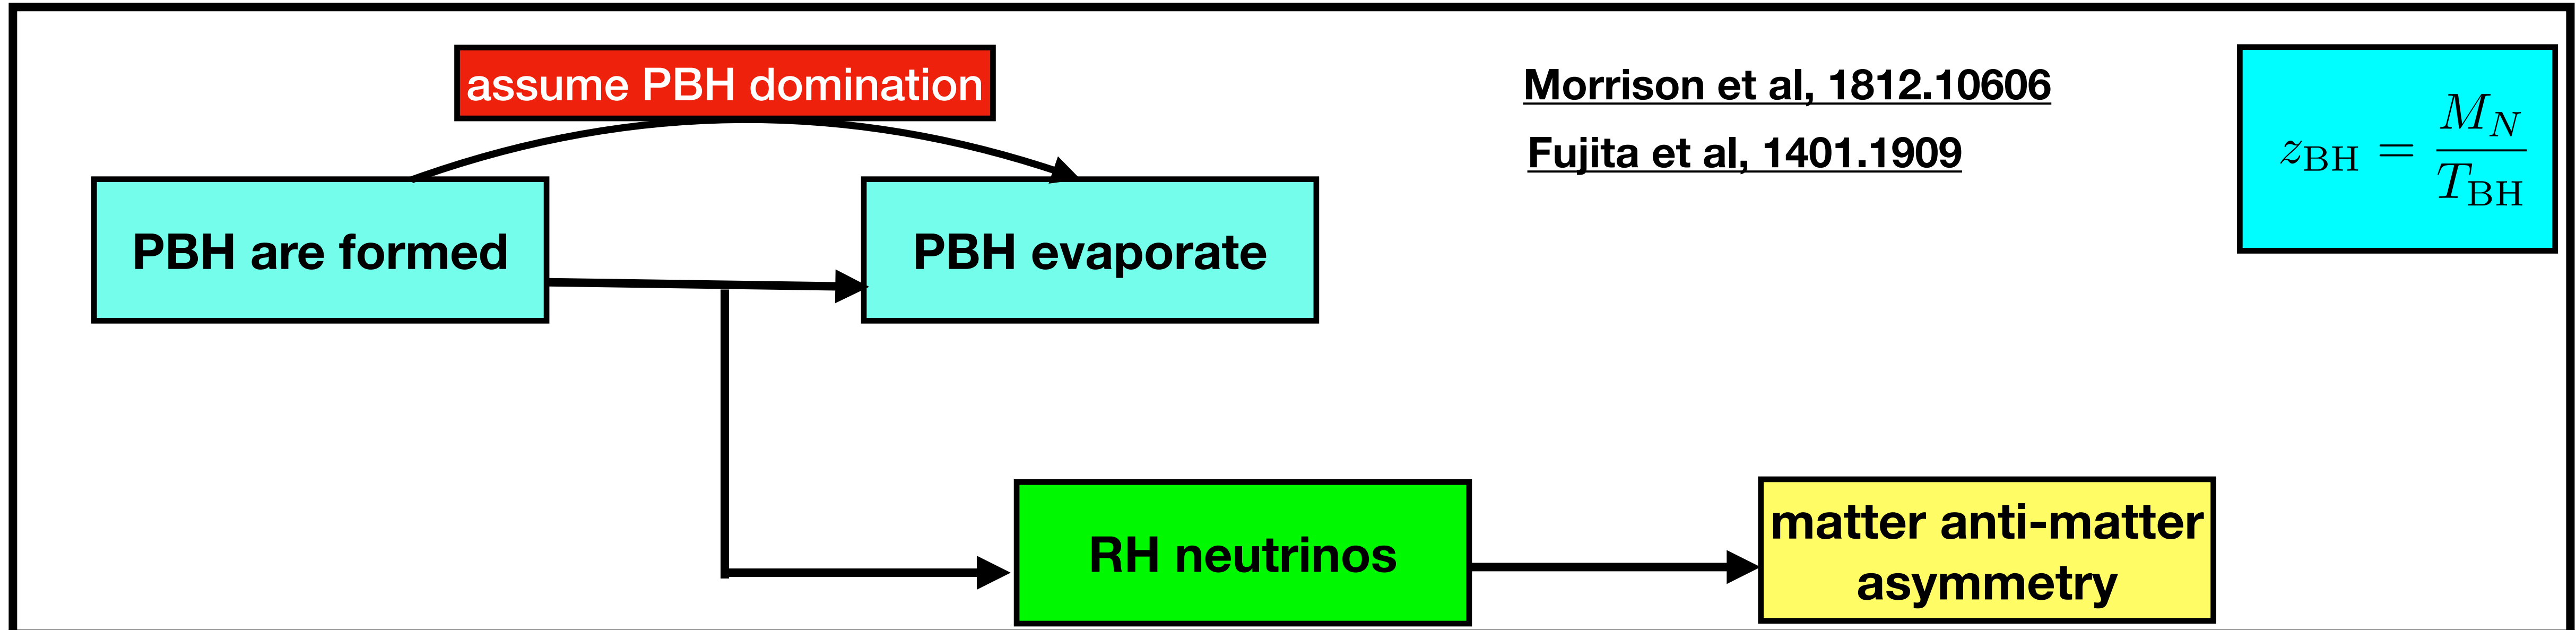 assume PBH domination
Morrison et al, 1812.10606
Fujita et al, 1401.1909
z_BH = M_N / T_BH
PBH are formed
PBH evaporate
RH neutrinos
matter anti-matter
asymmetry